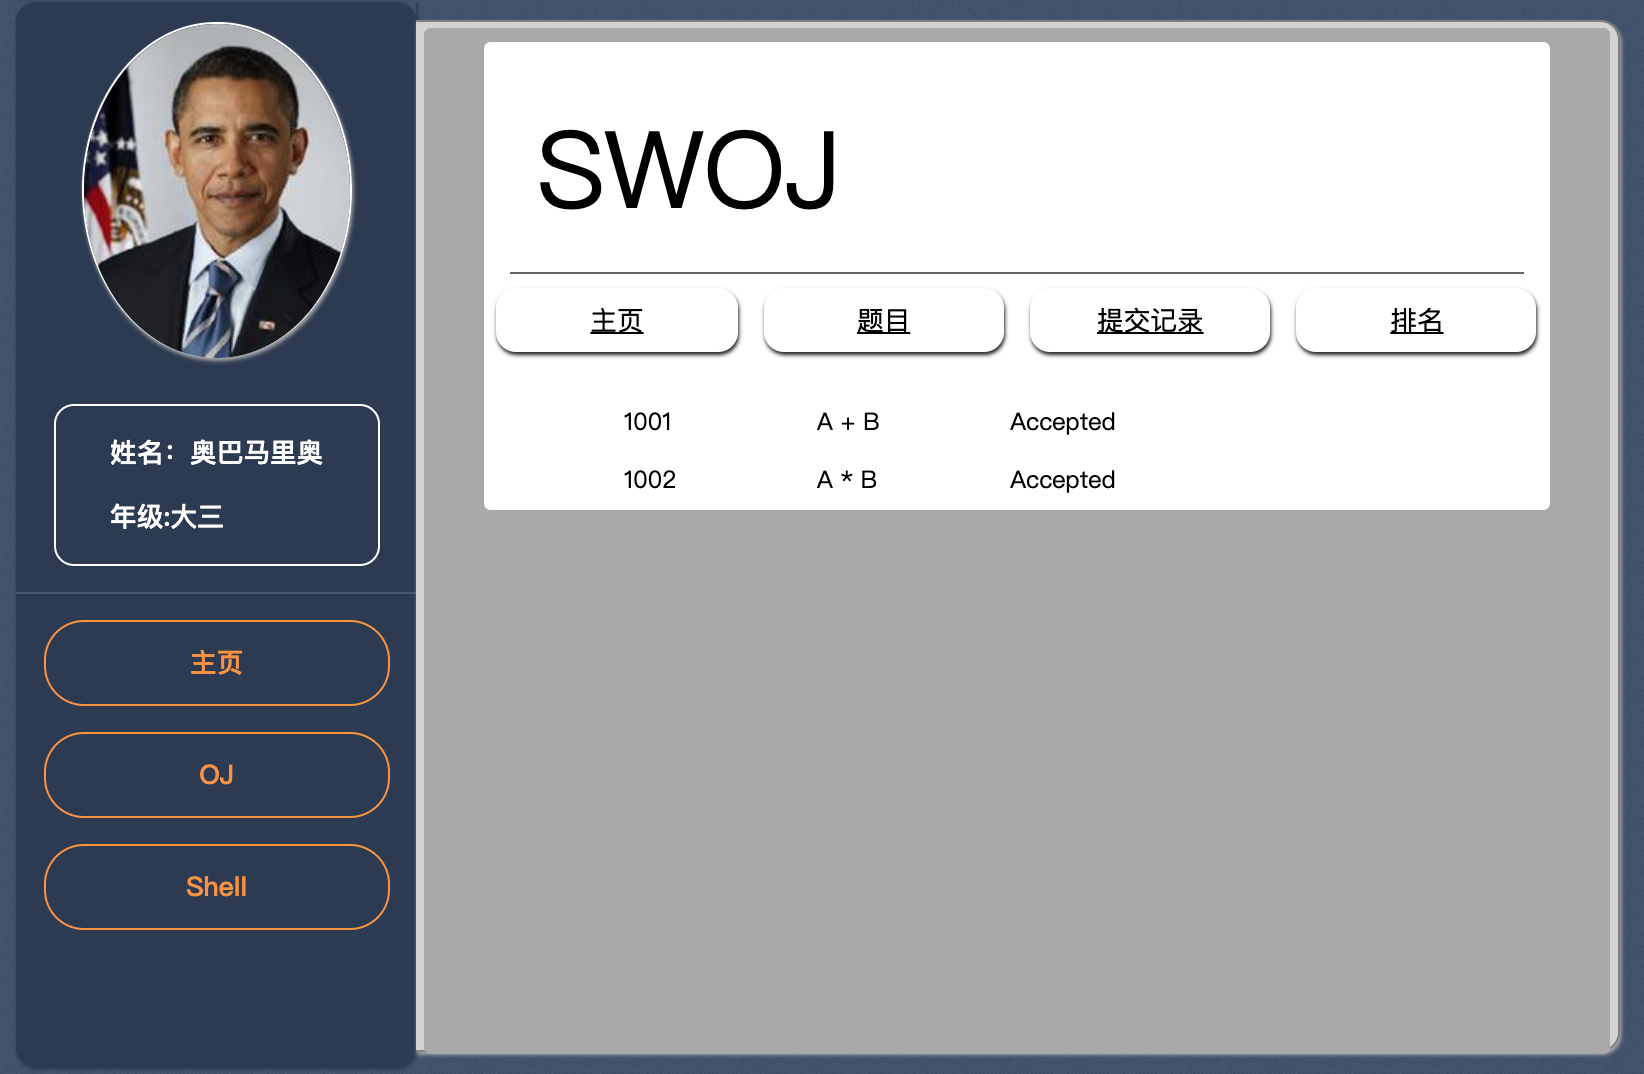 姓名：奥巴马里奥
年级:大三
主页
OJ
Shell
SWOJ
主页 题目 提交记录 排名
1001 A + B Accepted
1002 A * B Accepted